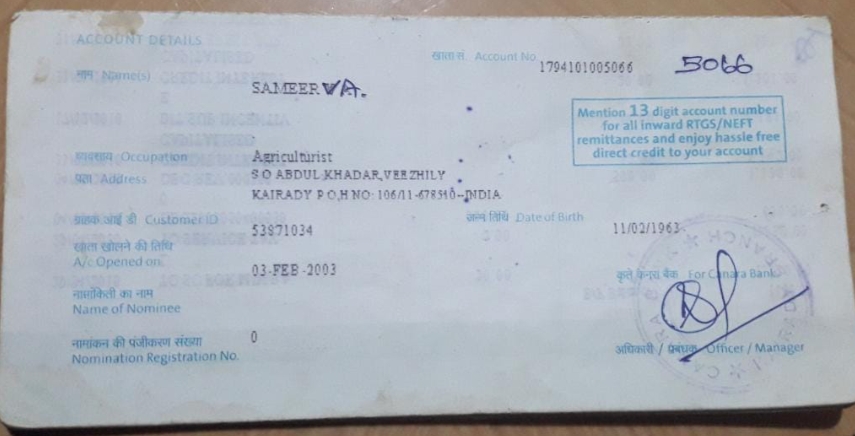 ACCOUNT DETAILS
खाता सं. Account No. 1794101005066 5066
नाम Name(s) SAMEER V A.
Mention 13 digit account number
for all inward RTGS/NEFT
remittances and enjoy hassle free
direct credit to your account
व्यवसाय Occupation Agriculturist
पता Address S O ABDUL KHADAR,VEEZHILY
KAIRADY P O,H NO: 106/11-678510--INDIA
ग्राहक आई डी Customer ID 53871034
जन्म तिथि Date of Birth 11/02/1963
खाता खोलने की तिथि
A/c Opened on. 03-FEB-2003
कृते केनरा बैंक For Canara Bank
नामांकिती का नाम
Name of Nominee
नामांकन की पंजीकरण संख्या 0
Nomination Registration No.
अधिकारी / प्रबंधक Officer / Manager